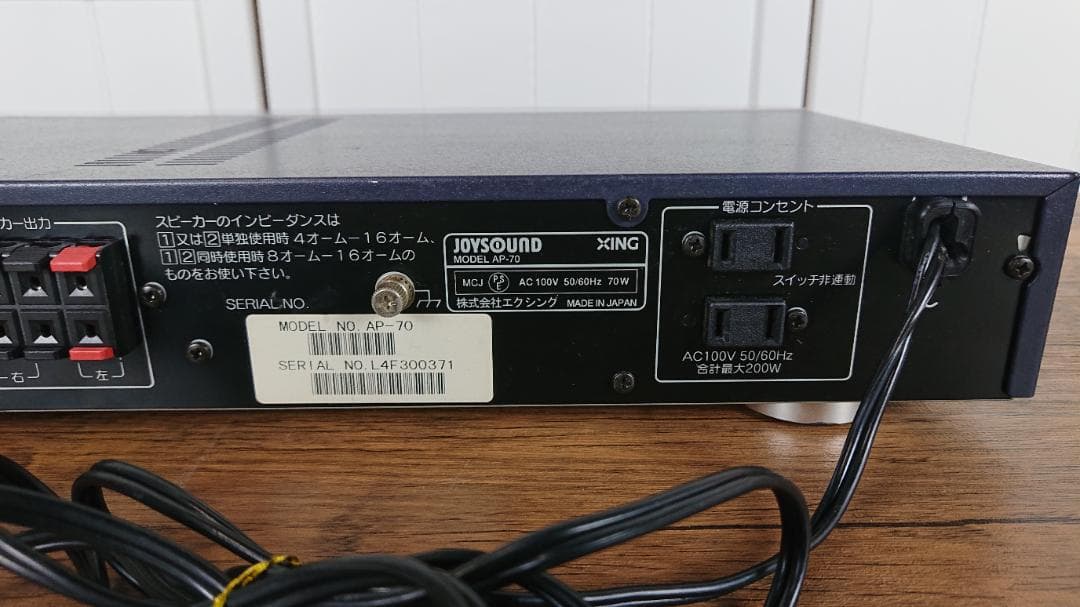 カー出力
スピーカーのインピーダンスは
1又は2単独使用時 4オーム－16オーム、
12同時使用時8オーム－16オームの
ものをお使い下さい。
右
左
SERIAL NO.
MODEL NO. AP-70
SERIAL NO. L4F300371
JOYSOUND XING
MODEL AP-70
MCJ PSE AC 100V 50/60Hz 70W
株式会社エクシング MADE IN JAPAN
電源コンセント
スイッチ非連動
AC100V 50/60Hz
合計最大200W